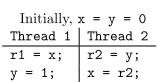 Initially, x = y = 0
Thread 1 Thread 2
r1 = x; r2 = y;
y = 1; x = r2;